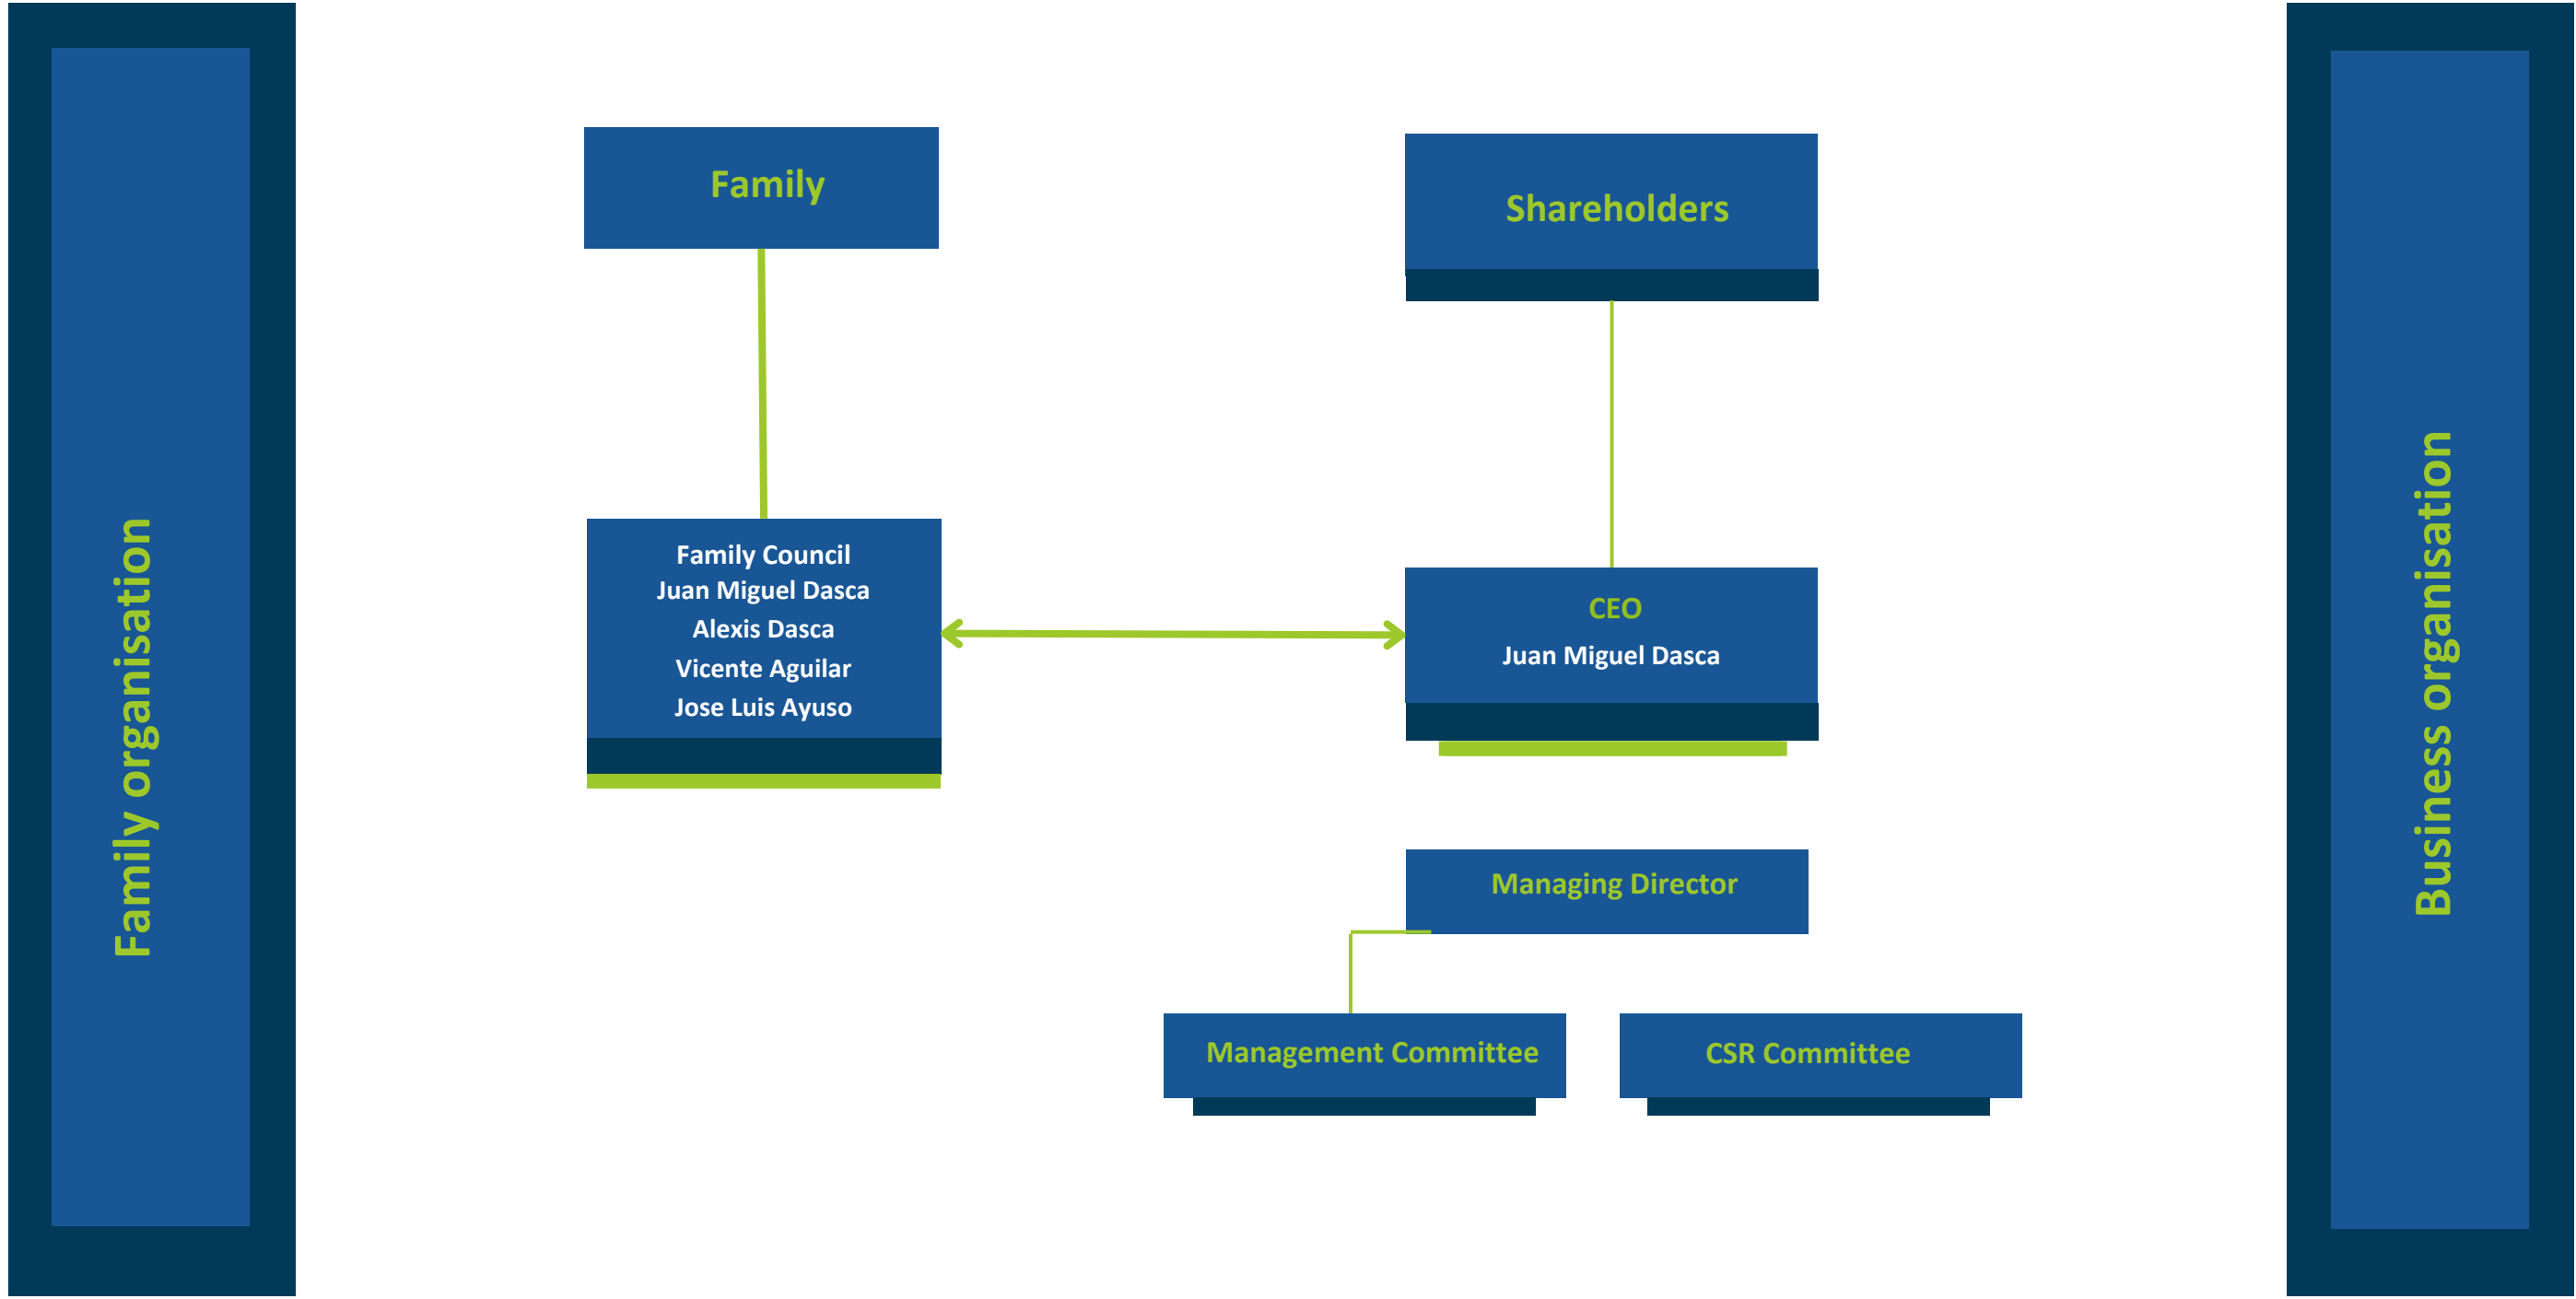 Family organisation
Family
Shareholders
Family Council
Juan Miguel Dasca
Alexis Dasca
Vicente Aguilar
Jose Luis Ayuso
CEO
Juan Miguel Dasca
Managing Director
Management Committee
CSR Committee
Business organisation